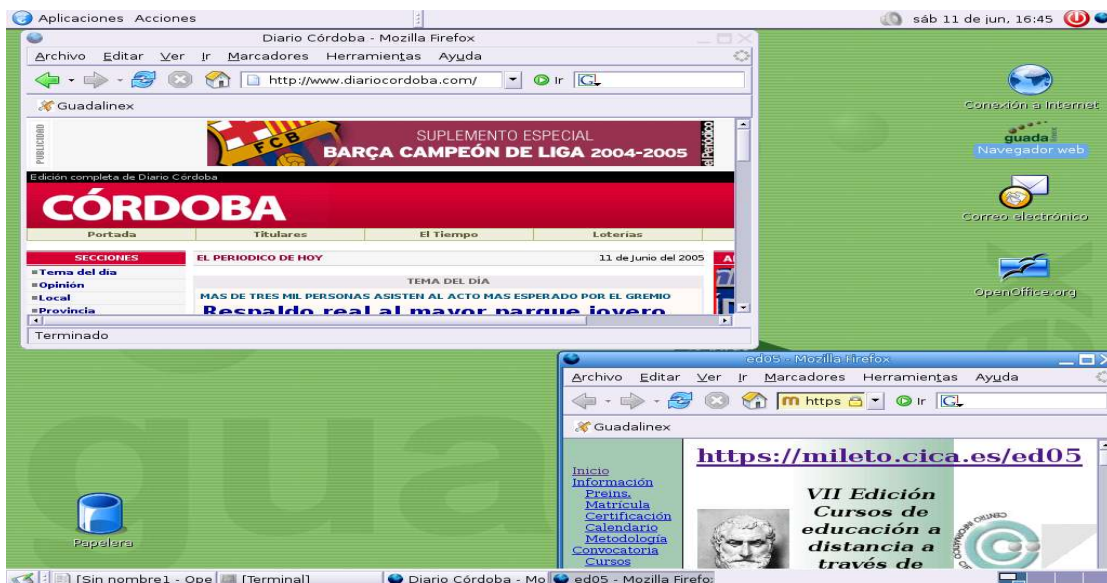 Aplicaciones Acciones
sáb 11 de jun, 16:45
Diario Córdoba - Mozilla Firefox
Archivo Editar Ver Ir Marcadores Herramientas Ayuda
http://www.diariocordoba.com/ Ir G
Guadalinex
PUBLICIDAD
FCB
SUPLEMENTO ESPECIAL
BARÇA CAMPEÓN DE LIGA 2004-2005
el Periódico
Edición completa de Diario Córdoba
CÓRDOBA
Portada Titulares El Tiempo Loterías
SECCIONES
EL PERIODICO DE HOY 11 de Junio del 2005
Tema del día
Opinión
Local
Provincia
TEMA DEL DÍA
MAS DE TRES MIL PERSONAS ASISTEN AL ACTO MAS ESPERADO POR EL GREMIO
Respaldo real al mayor parque joyero
Terminado
Conexión a Internet
guada
Navegador web
Correo electrónico
OpenOffice.org
ed05 - Mozilla Firefox
Archivo Editar Ver Ir Marcadores Herramientas Ayuda
m https Ir G
Guadalinex
Inicio
Información
Preins.
Matrícula
Certificación
Calendario
Metodología
Convocatoria
Cursos
https://mileto.cica.es/ed05
VII Edición
Cursos de
educación a
distancia a
través de
guada
Papelera
[Sin nombre1 - Ope [Terminal] Diario Córdoba - Mo ed05 - Mozilla Firefo